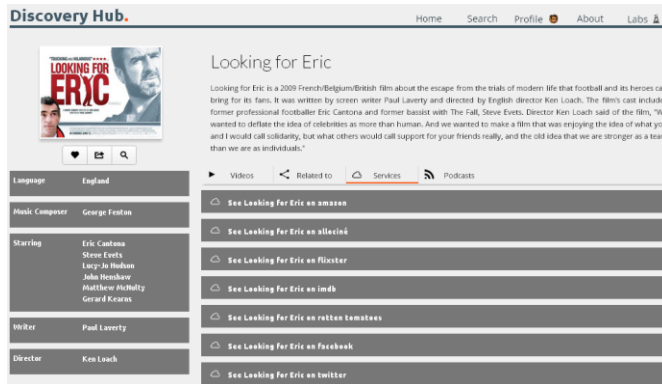 Discovery Hub.
Home Search Profile About Labs
LOOKING FOR
ERIC
Looking for Eric
Looking for Eric is a 2009 French/Belgium/British film about the escape from the trials of modern life that football and its heroes ca
bring for its fans. It was written by screen writer Paul Laverty and directed by English director Ken Loach. The film's cast include
former professional footballer Eric Cantona and former bassist with The Fall, Steve Evets. Director Ken Loach said of the film, "W
wanted to deflate the idea of celebrities as more than human. And we wanted to make a film that was enjoying the idea of what yo
and I would call solidarity, but what others would call support for your friends really, and the old idea that we are stronger as a tea
than we are as individuals."
Videos Related to Services Podcasts
Language England
Music Composer George Fenton
Starring Eric Cantona
Steve Evets
Lucy-Jo Hudson
John Henshaw
Matthew McNulty
Gerard Kearns
Writer Paul Laverty
Director Ken Loach
See Looking for Eric on amazon
See Looking for Eric on allociné
See Looking for Eric on flixster
See Looking for Eric on imdb
See Looking for Eric on rotten tomatoes
See Looking for Eric on facebook
See Looking for Eric on twitter